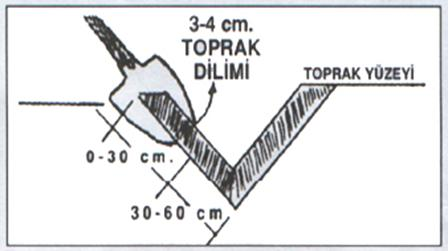 3-4 cm.
TOPRAK
DİLİMİ
TOPRAK YÜZEYİ
0-30 cm.
30-60 cm